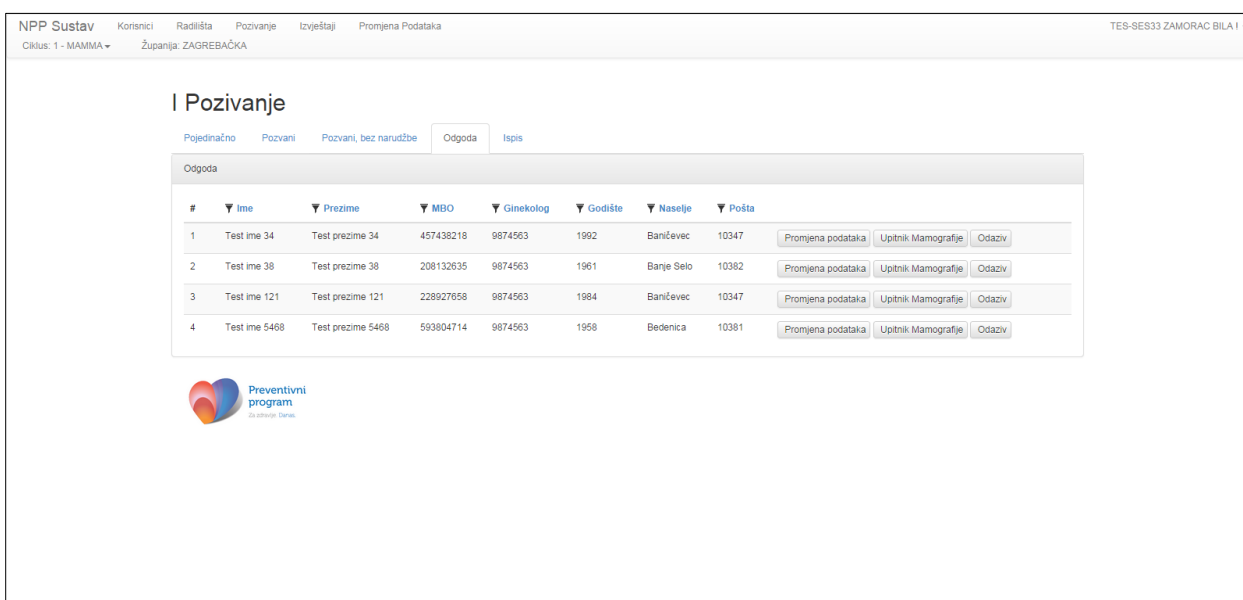 NPP Sustav Korisnici Radilišta Pozivanje Izvještaji Promjena Podataka TES-SES33 ZAMORAC BILA !
Ciklus: 1 - MAMMA Županija: ZAGREBAČKA
I Pozivanje
Pojedinačno Pozvani Pozvani, bez narudžbe Odgoda Ispis
Odgoda
# Ime Prezime MBO Ginekolog Godište Naselje Pošta
1 Test ime 34 Test prezime 34 457438218 9874563 1992 Baničevec 10347 Promjena podataka Upitnik Mamografije Odaziv
2 Test ime 38 Test prezime 38 208132635 9874563 1961 Banje Selo 10382 Promjena podataka Upitnik Mamografije Odaziv
3 Test ime 121 Test prezime 121 228927658 9874563 1984 Baničevec 10347 Promjena podataka Upitnik Mamografije Odaziv
4 Test ime 5468 Test prezime 5468 593804714 9874563 1958 Bedenica 10381 Promjena podataka Upitnik Mamografije Odaziv
Preventivni
program
Za zdravlje. Danas.